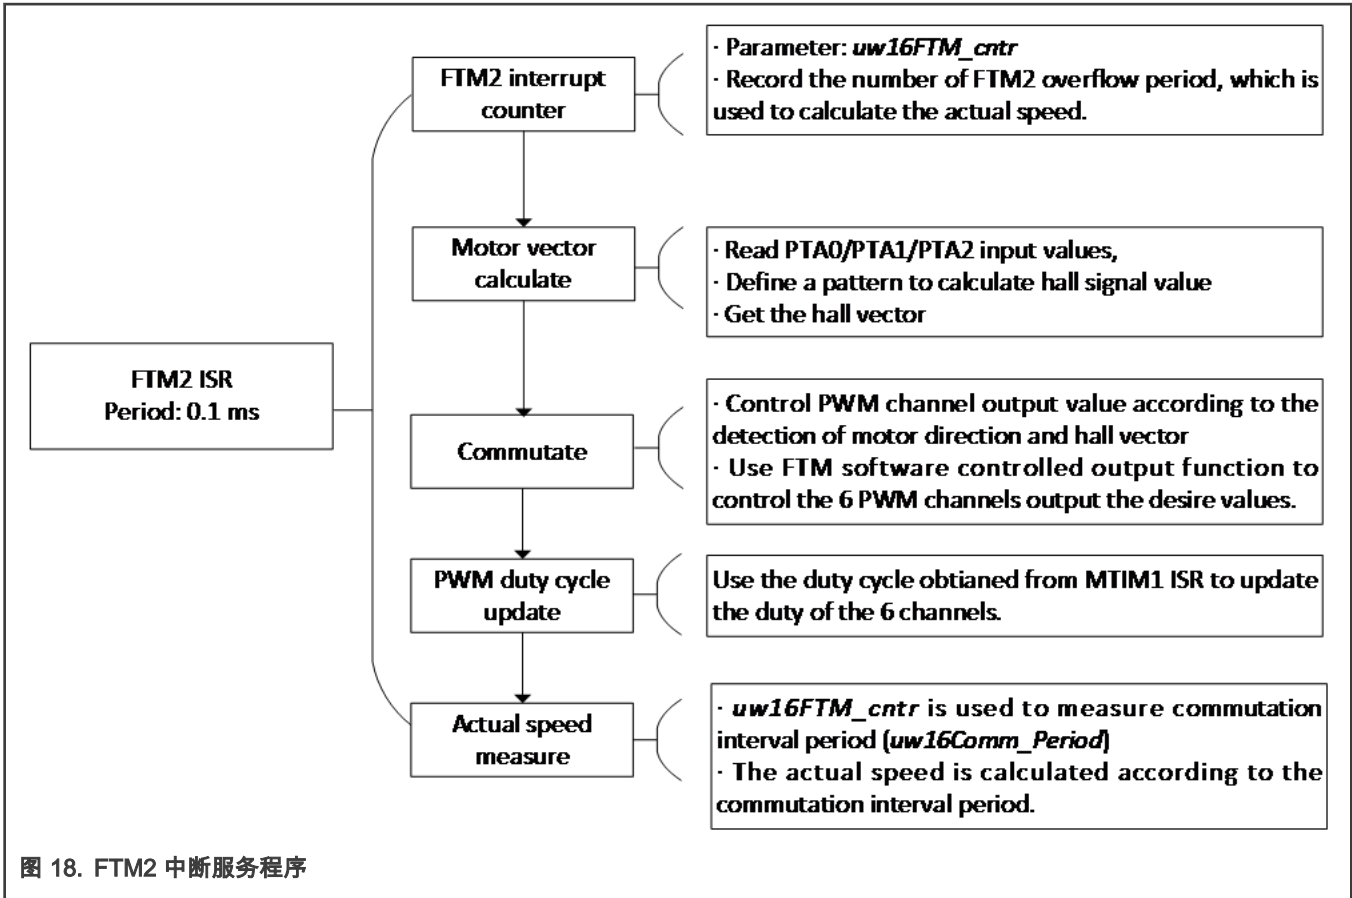 FTM2 interrupt
counter
· Parameter: uw16FTM_cntr
· Record the number of FTM2 overflow period, which is
used to calculate the actual speed.
Motor vector
calculate
· Read PTA0/PTA1/PTA2 input values,
· Define a pattern to calculate hall signal value
· Get the hall vector
FTM2 ISR
Period: 0.1 ms
Commutate
· Control PWM channel output value according to the
detection of motor direction and hall vector
· Use FTM software controlled output function to
control the 6 PWM channels output the desire values.
PWM duty cycle
update
Use the duty cycle obtianed from MTIM1 ISR to update
the duty of the 6 channels.
Actual speed
measure
· uw16FTM_cntr is used to measure commutation
interval period (uw16Comm_Period)
· The actual speed is calculated according to the
commutation interval period.
图 18. FTM2 中断服务程序